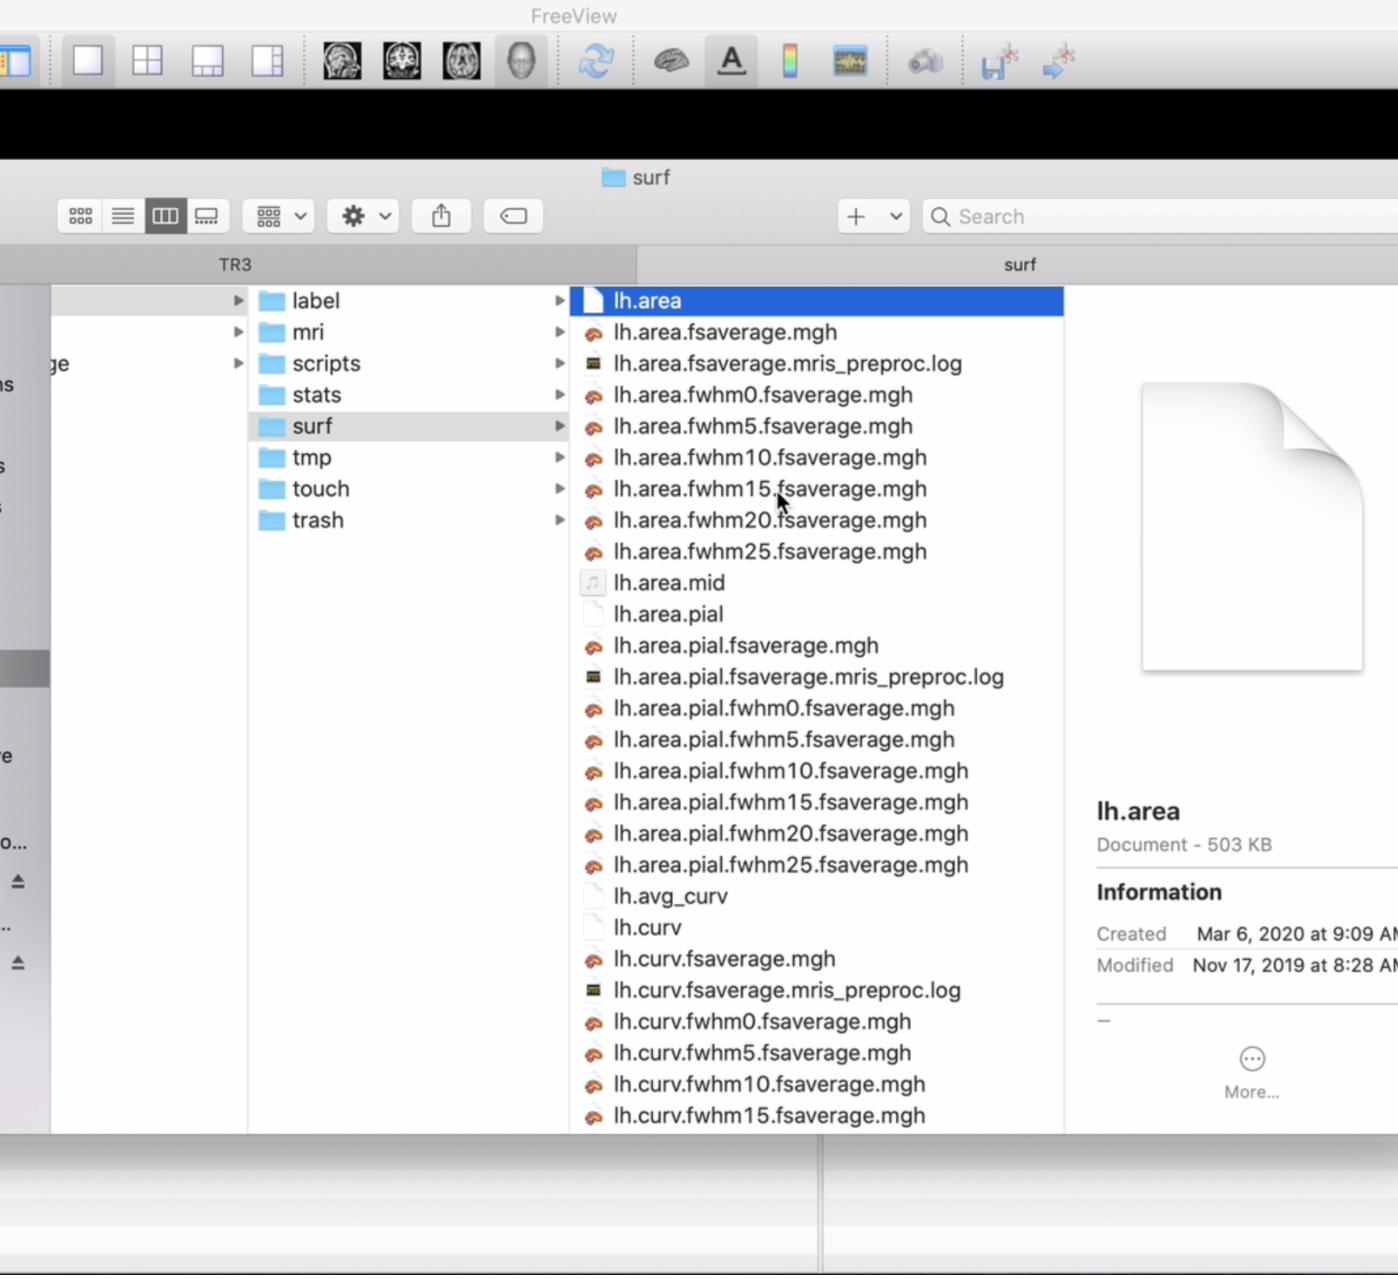 FreeView
A
surf
Search
TR3
surf
ge
ns
s
s
ve
o...
...
label
mri
scripts
stats
surf
tmp
touch
trash
lh.area
lh.area.fsaverage.mgh
lh.area.fsaverage.mris_preproc.log
lh.area.fwhm0.fsaverage.mgh
lh.area.fwhm5.fsaverage.mgh
lh.area.fwhm10.fsaverage.mgh
lh.area.fwhm15.fsaverage.mgh
lh.area.fwhm20.fsaverage.mgh
lh.area.fwhm25.fsaverage.mgh
lh.area.mid
lh.area.pial
lh.area.pial.fsaverage.mgh
lh.area.pial.fsaverage.mris_preproc.log
lh.area.pial.fwhm0.fsaverage.mgh
lh.area.pial.fwhm5.fsaverage.mgh
lh.area.pial.fwhm10.fsaverage.mgh
lh.area.pial.fwhm15.fsaverage.mgh
lh.area.pial.fwhm20.fsaverage.mgh
lh.area.pial.fwhm25.fsaverage.mgh
lh.avg_curv
lh.curv
lh.curv.fsaverage.mgh
lh.curv.fsaverage.mris_preproc.log
lh.curv.fwhm0.fsaverage.mgh
lh.curv.fwhm5.fsaverage.mgh
lh.curv.fwhm10.fsaverage.mgh
lh.curv.fwhm15.fsaverage.mgh
lh.area
Document - 503 KB
Information
Created Mar 6, 2020 at 9:09 AM
Modified Nov 17, 2019 at 8:28 AM
—
More...